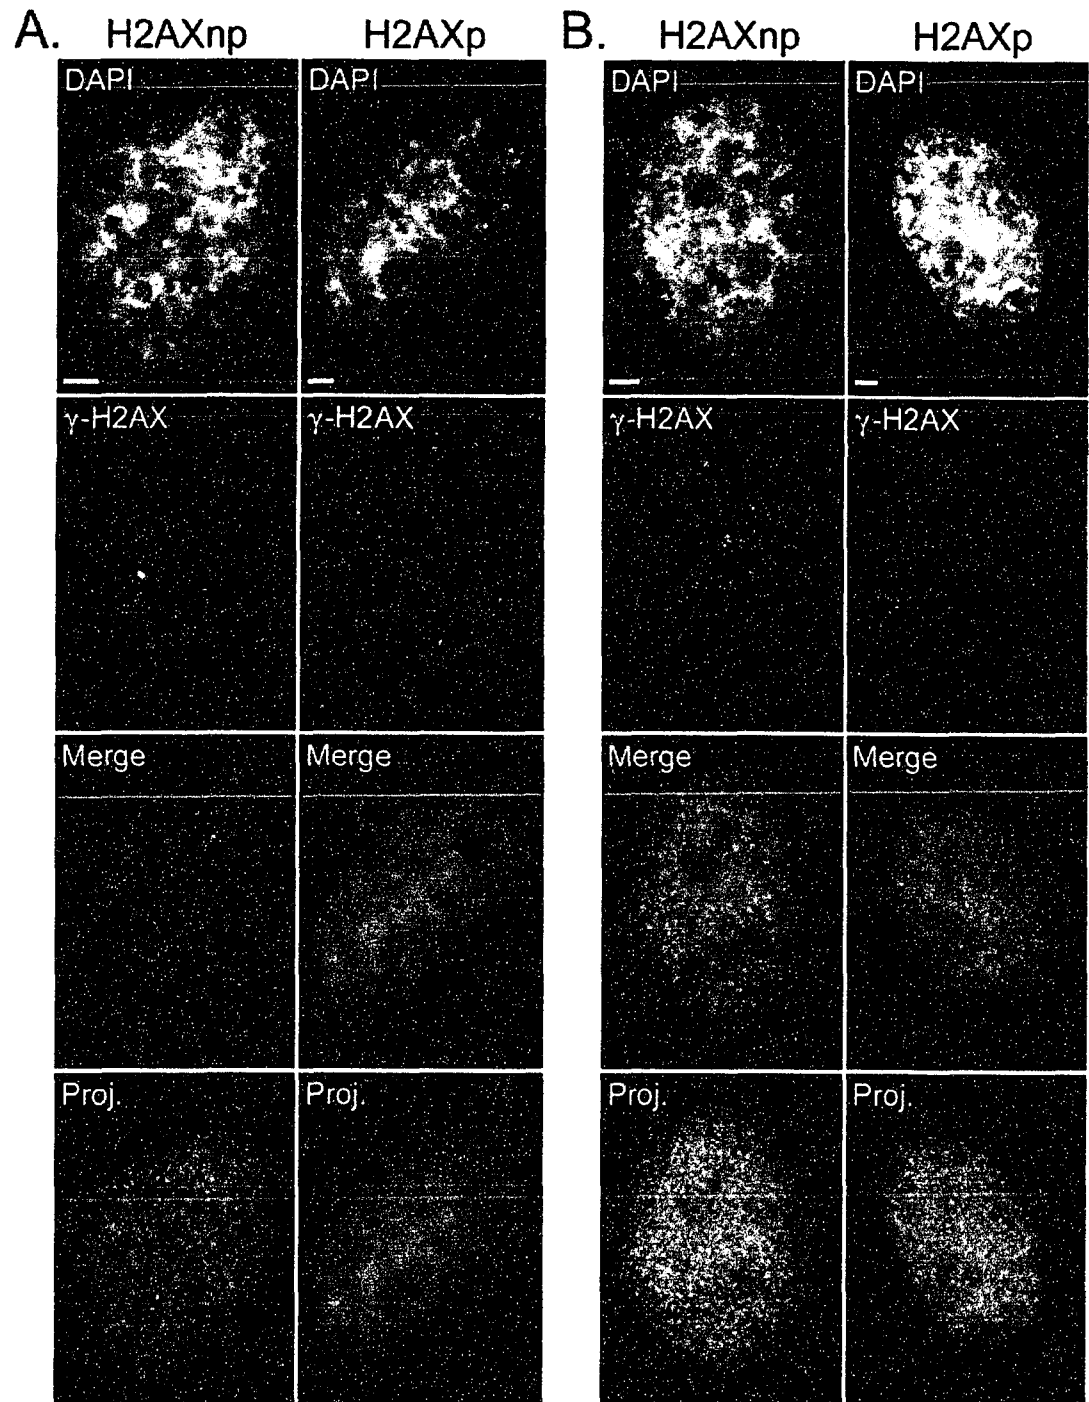 A. H2AXnp H2AXp B. H2AXnp H2AXp
DAPI DAPI DAPI DAPI
γ-H2AX γ-H2AX γ-H2AX γ-H2AX
Merge Merge Merge Merge
Proj. Proj. Proj. Proj.